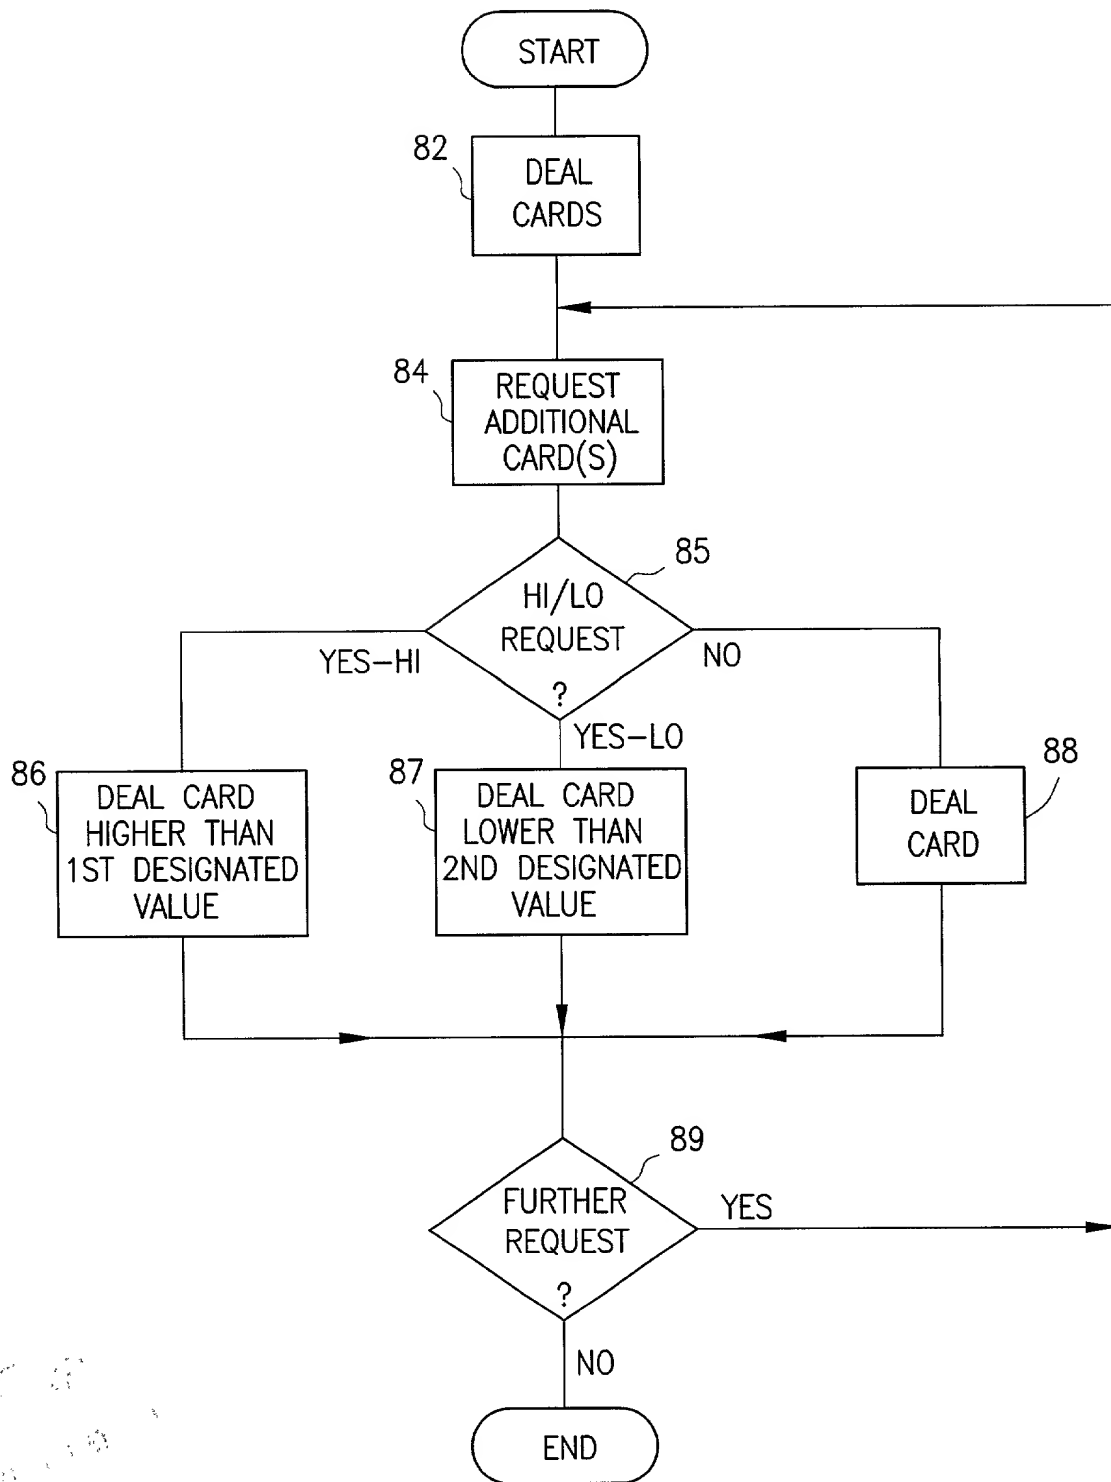 START
82
DEAL
CARDS
84
REQUEST
ADDITIONAL
CARD(S)
85
HI/LO
REQUEST
?
YES-HI
NO
YES-LO
86
DEAL CARD
HIGHER THAN
1ST DESIGNATED
VALUE
87
DEAL CARD
LOWER THAN
2ND DESIGNATED
VALUE
88
DEAL
CARD
89
FURTHER
REQUEST
?
YES
NO
END